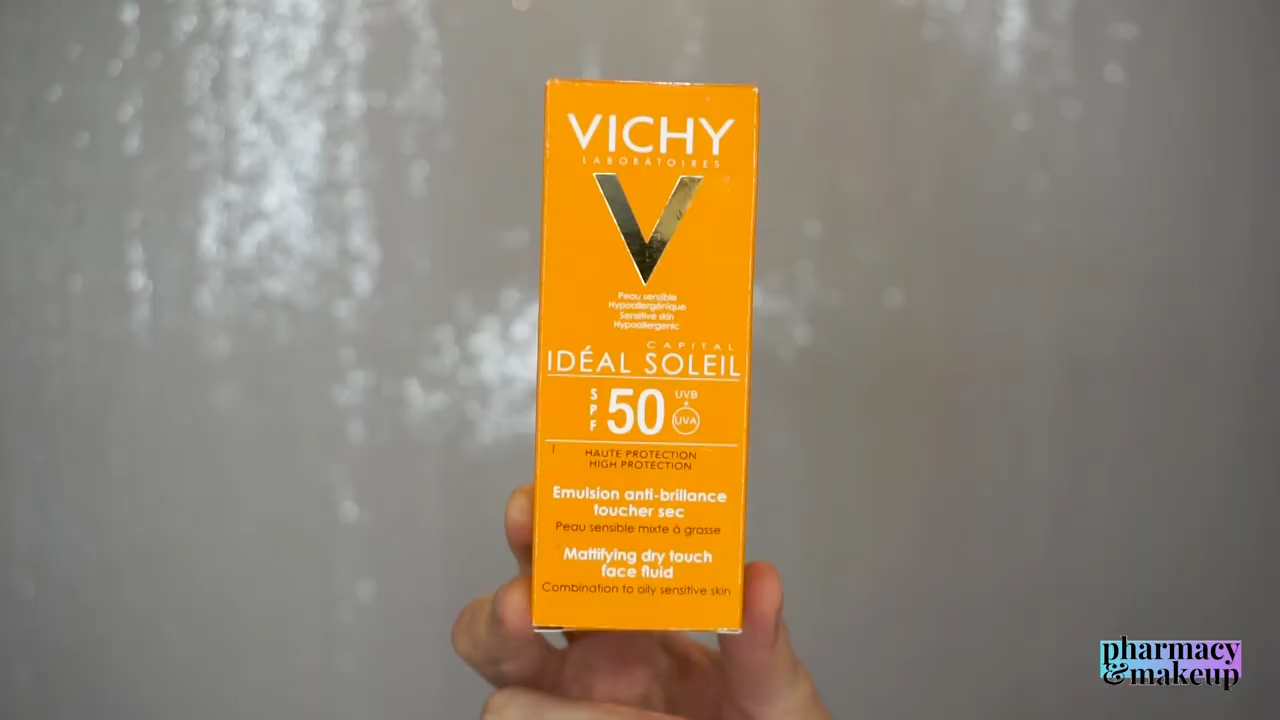 VICHY
LABORATOIRES
V
Peau sensible
Hypoallergénique
Sensitive skin
Hypoallergenic
CAPITAL
IDÉAL SOLEIL
SPF 50 UVB + UVA
HAUTE PROTECTION
HIGH PROTECTION
Emulsion anti-brillance
toucher sec
Peau sensible mixte à grasse
Mattifying dry touch
face fluid
Combination to oily sensitive skin
pharmacy
&makeup